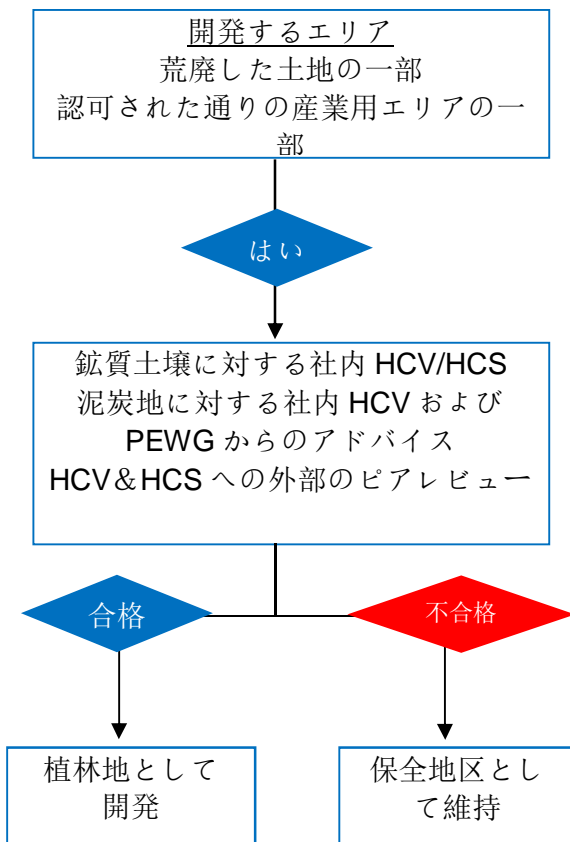 開発するエリア
荒廃した土地の一部
認可された通りの産業用エリアの一
部
はい
鉱質土壌に対する社内 HCV/HCS
泥炭地に対する社内 HCV および
PEWG からのアドバイス
HCV＆HCS への外部のピアレビュー
合格
不合格
植林地として
開発
保全地区とし
て維持